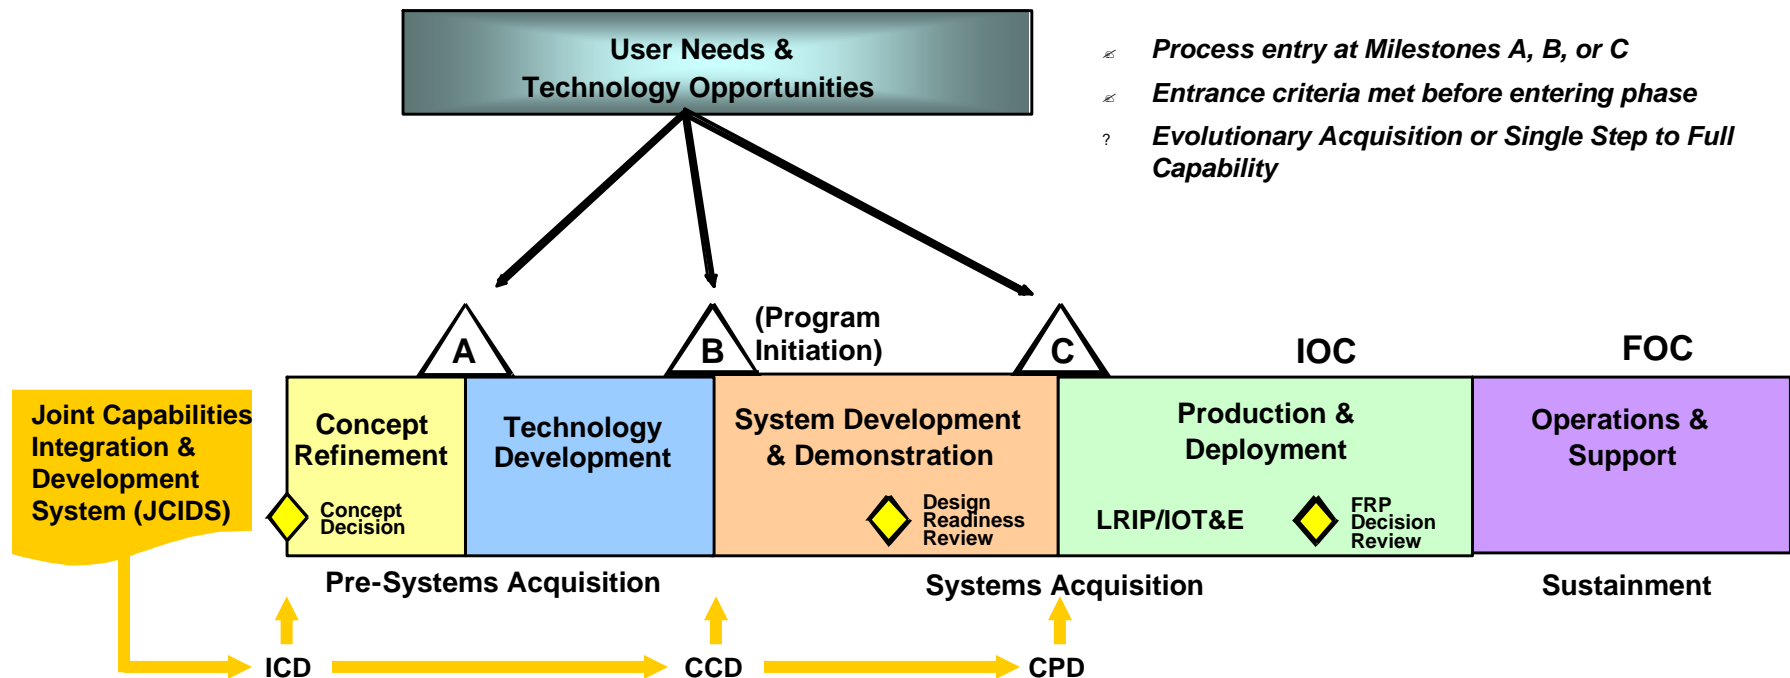 User Needs &
Technology Opportunities
Process entry at Milestones A, B, or C
Entrance criteria met before entering phase
? Evolutionary Acquisition or Single Step to Full
Capability
A
B
(Program
Initiation)
C
IOC
FOC
Joint Capabilities
Integration &
Development
System (JCIDS)
Concept
Refinement
Concept
Decision
Technology
Development
System Development
& Demonstration
Design
Readiness
Review
Production &
Deployment
LRIP/IOT&E
FRP
Decision
Review
Operations &
Support
Pre-Systems Acquisition
Systems Acquisition
Sustainment
ICD
CCD
CPD